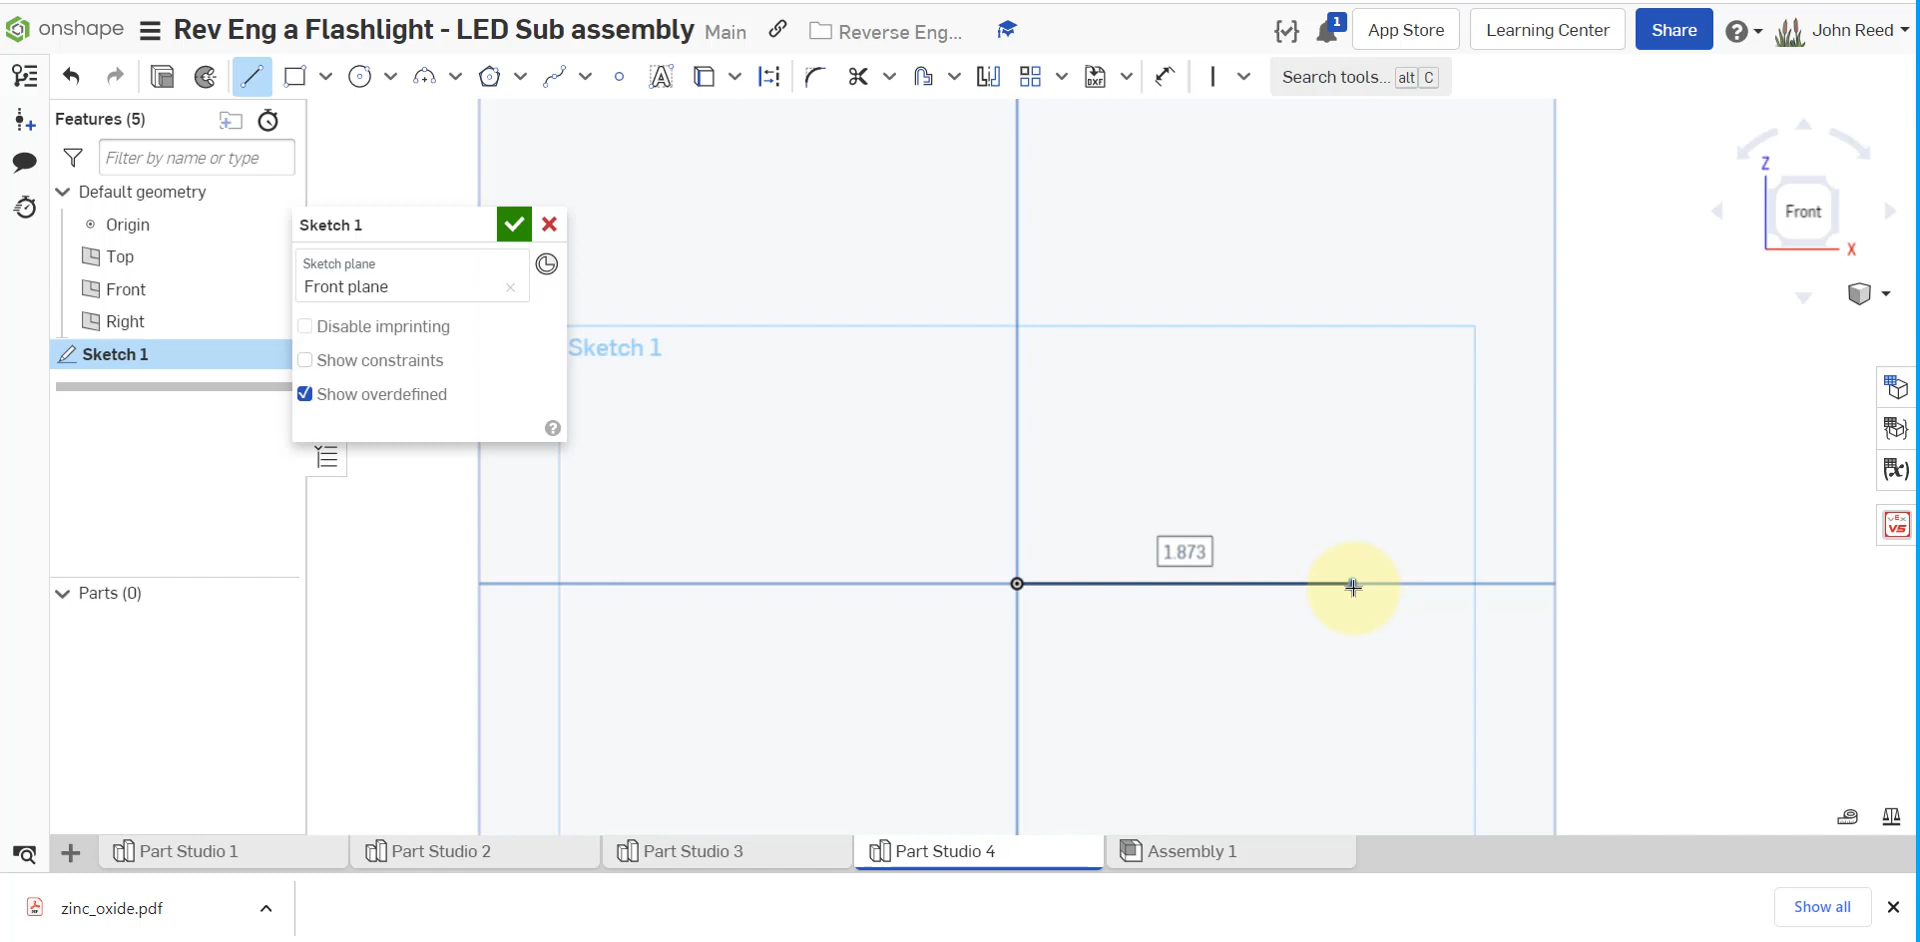 onshape Rev Eng a Flashlight - LED Sub assembly Main Reverse Eng... 1 App Store Learning Center Share John Reed
Search tools... alt C
Features (5)
Filter by name or type
Default geometry
Origin
Top
Front
Right
Sketch 1
Sketch 1
Sketch plane
Front plane
Disable imprinting
Show constraints
Show overdefined
Sketch 1
1.873
Z
Front
X
Parts (0)
Part Studio 1
Part Studio 2
Part Studio 3
Part Studio 4
Assembly 1
zinc_oxide.pdf
Show all